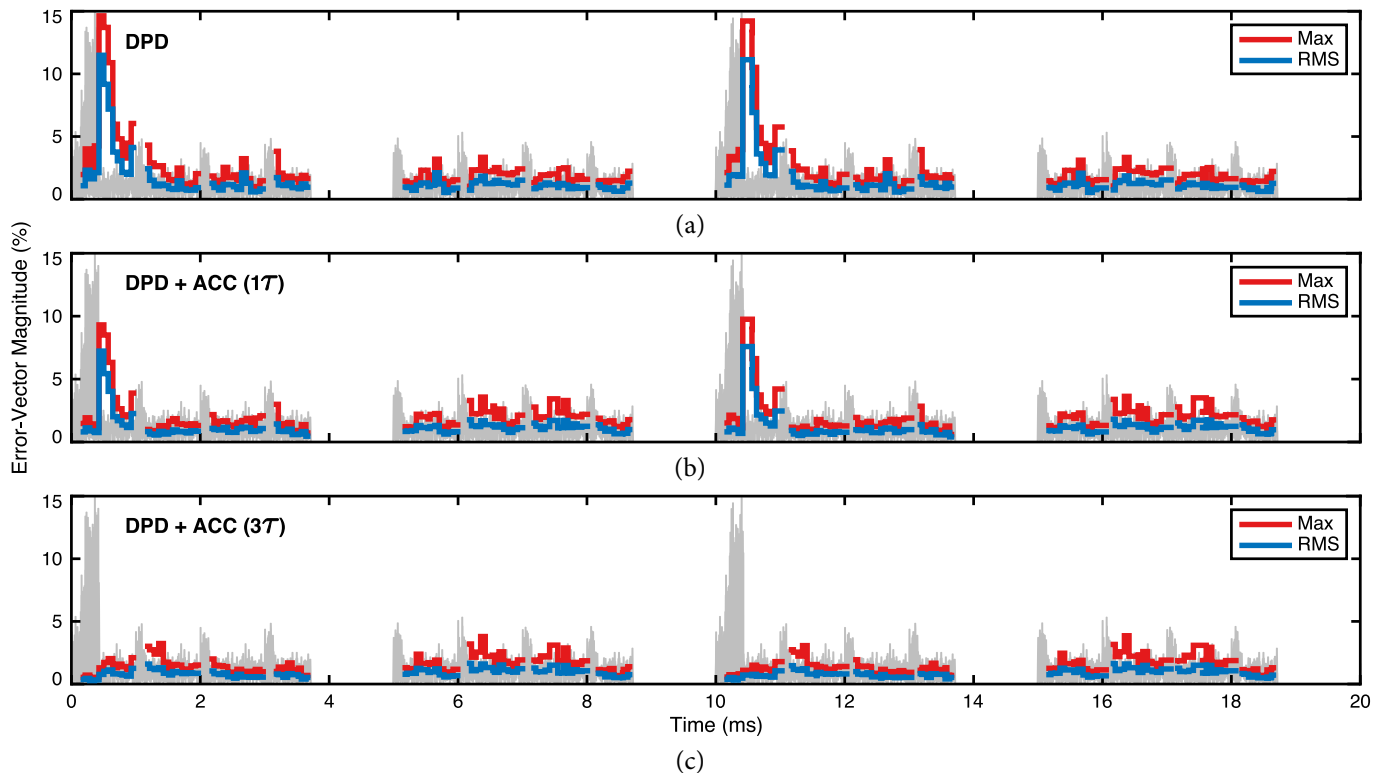 15
10
5
0
DPD
Max
RMS
(a)
Error-Vector Magnitude (%)
15
10
5
0
DPD + ACC (1τ)
Max
RMS
(b)
15
10
5
0
DPD + ACC (3τ)
Max
RMS
0 2 4 6 8 10 12 14 16 18 20
Time (ms)
(c)